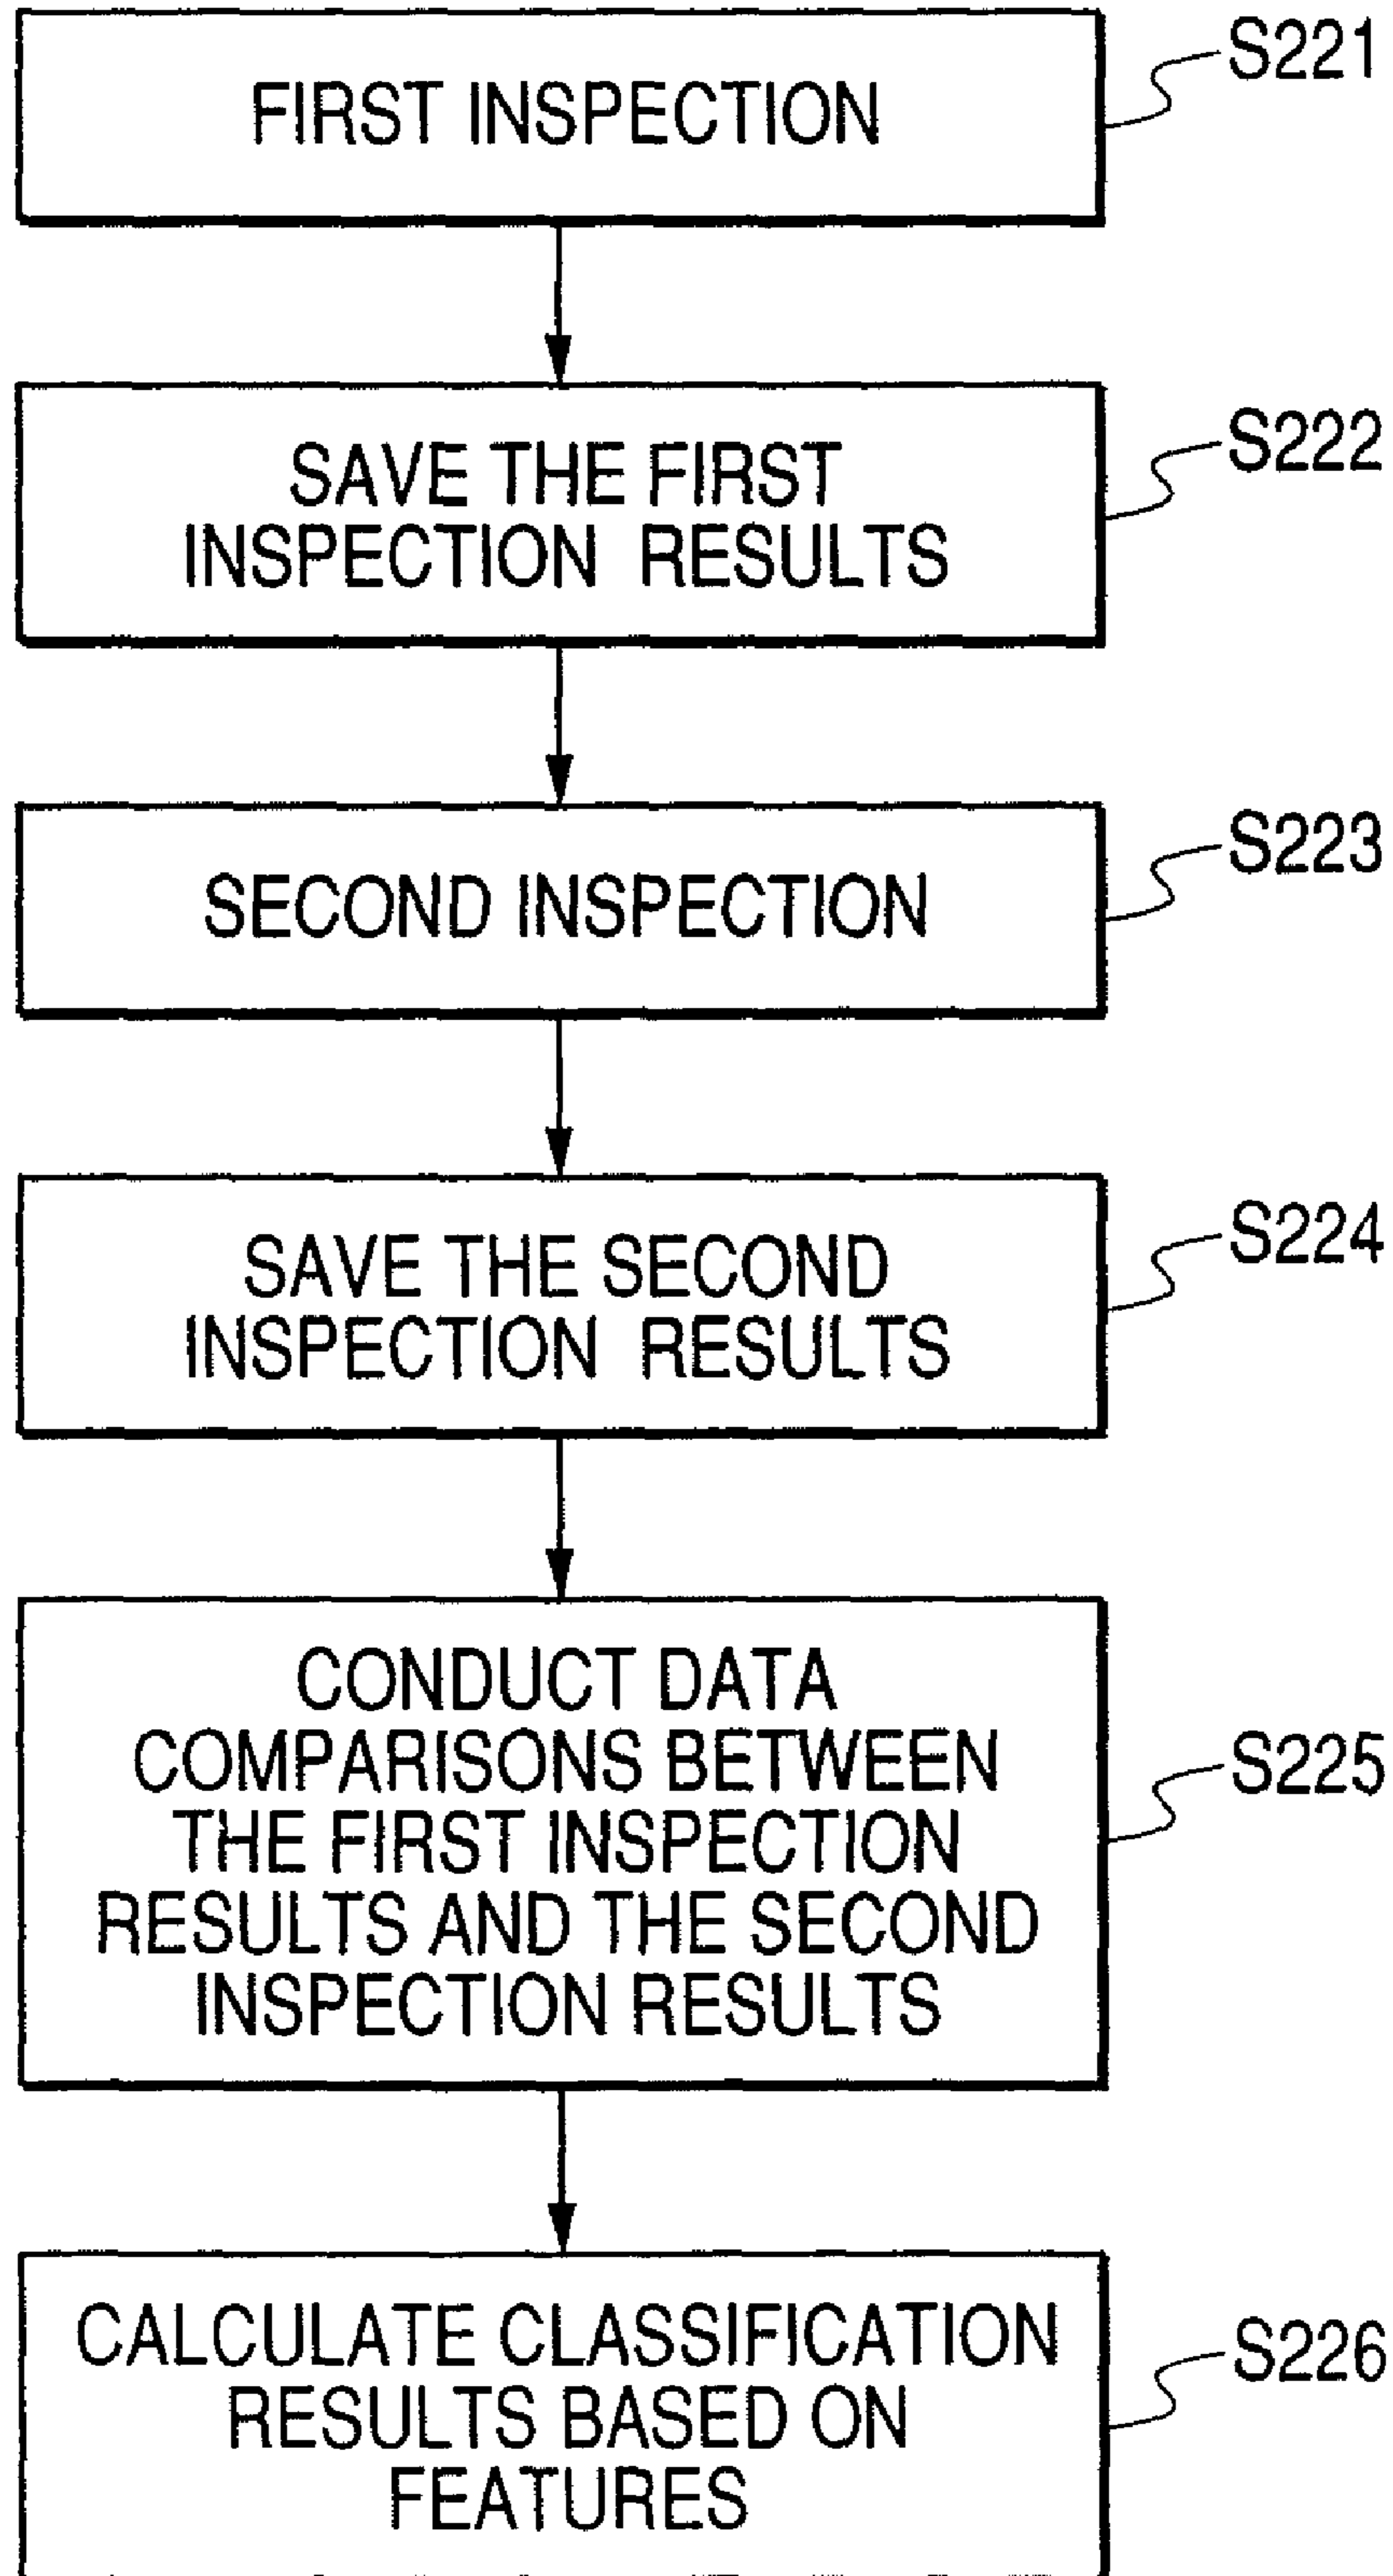 FIRST INSPECTION
S221
SAVE THE FIRST
INSPECTION RESULTS
S222
SECOND INSPECTION
S223
SAVE THE SECOND
INSPECTION RESULTS
S224
CONDUCT DATA
COMPARISONS BETWEEN
THE FIRST INSPECTION
RESULTS AND THE SECOND
INSPECTION RESULTS
S225
CALCULATE CLASSIFICATION
RESULTS BASED ON
FEATURES
S226